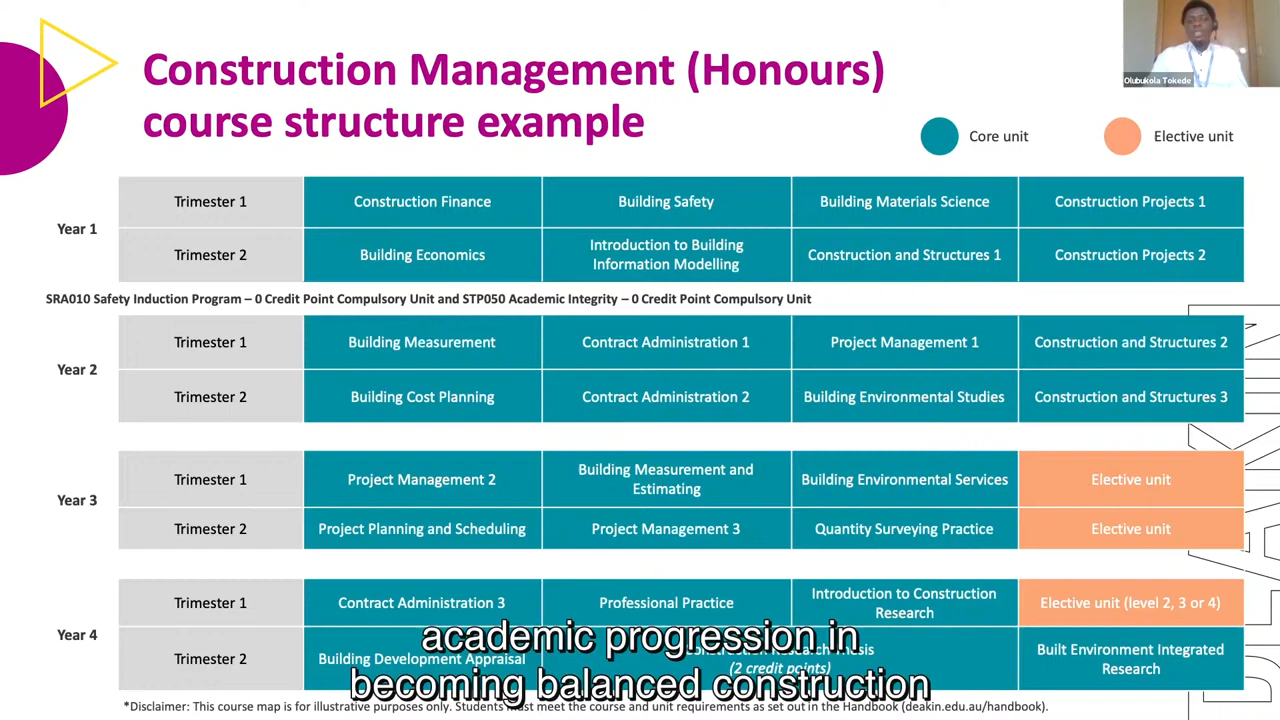 Construction Management (Honours)
course structure example
Olubukola Tokede
Core unit
Elective unit
Year 1
Trimester 1
Construction Finance
Building Safety
Building Materials Science
Construction Projects 1
Trimester 2
Building Economics
Introduction to Building
Information Modelling
Construction and Structures 1
Construction Projects 2
SRA010 Safety Induction Program – 0 Credit Point Compulsory Unit and STP050 Academic Integrity – 0 Credit Point Compulsory Unit
Year 2
Trimester 1
Building Measurement
Contract Administration 1
Project Management 1
Construction and Structures 2
Trimester 2
Building Cost Planning
Contract Administration 2
Building Environmental Studies
Construction and Structures 3
Year 3
Trimester 1
Project Management 2
Building Measurement and
Estimating
Building Environmental Services
Elective unit
Trimester 2
Project Planning and Scheduling
Project Management 3
Quantity Surveying Practice
Elective unit
Year 4
Trimester 1
Contract Administration 3
Professional Practice
Introduction to Construction
Research
Elective unit (level 2, 3 or 4)
Trimester 2
Building Development Appraisal
(2 credit points)
Built Environment Integrated
Research
academic progression in
becoming balanced construction
*Disclaimer: This course map is for illustrative purposes only. Students must meet the course and unit requirements as set out in the Handbook (deakin.edu.au/handbook).
DEAKIN